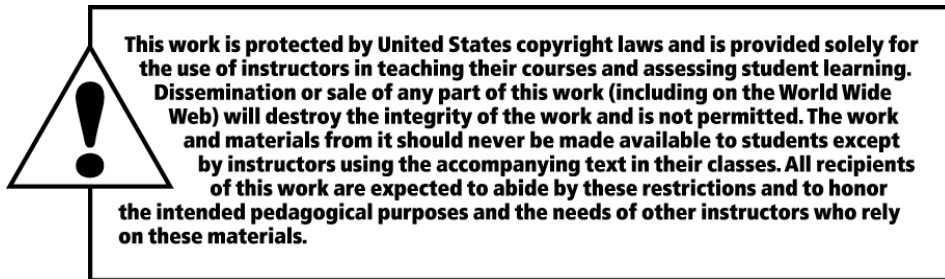 This work is protected by United States copyright laws and is provided solely for
the use of instructors in teaching their courses and assessing student learning.
Dissemination or sale of any part of this work (including on the World Wide
Web) will destroy the integrity of the work and is not permitted. The work
and materials from it should never be made available to students except
by instructors using the accompanying text in their classes. All recipients
of this work are expected to abide by these restrictions and to honor
the intended pedagogical purposes and the needs of other instructors who rely
on these materials.